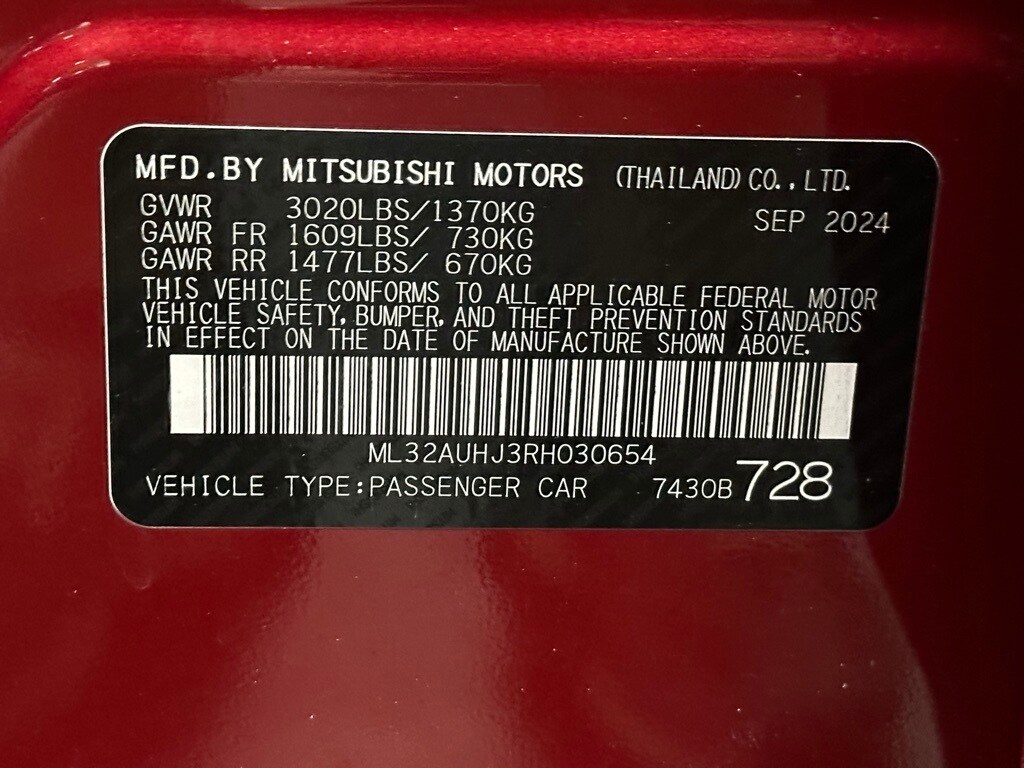 MFD.BY MITSUBISHI MOTORS (THAILAND) CO.,LTD.
GVWR 3020LBS/1370KG SEP 2024
GAWR FR 1609LBS/ 730KG
GAWR RR 1477LBS/ 670KG
THIS VEHICLE CONFORMS TO ALL APPLICABLE FEDERAL MOTOR
VEHICLE SAFETY, BUMPER, AND THEFT PREVENTION STANDARDS
IN EFFECT ON THE DATE OF MANUFACTURE SHOWN ABOVE.
ML32AUHJ3RH030654
VEHICLE TYPE:PASSENGER CAR 7430B728